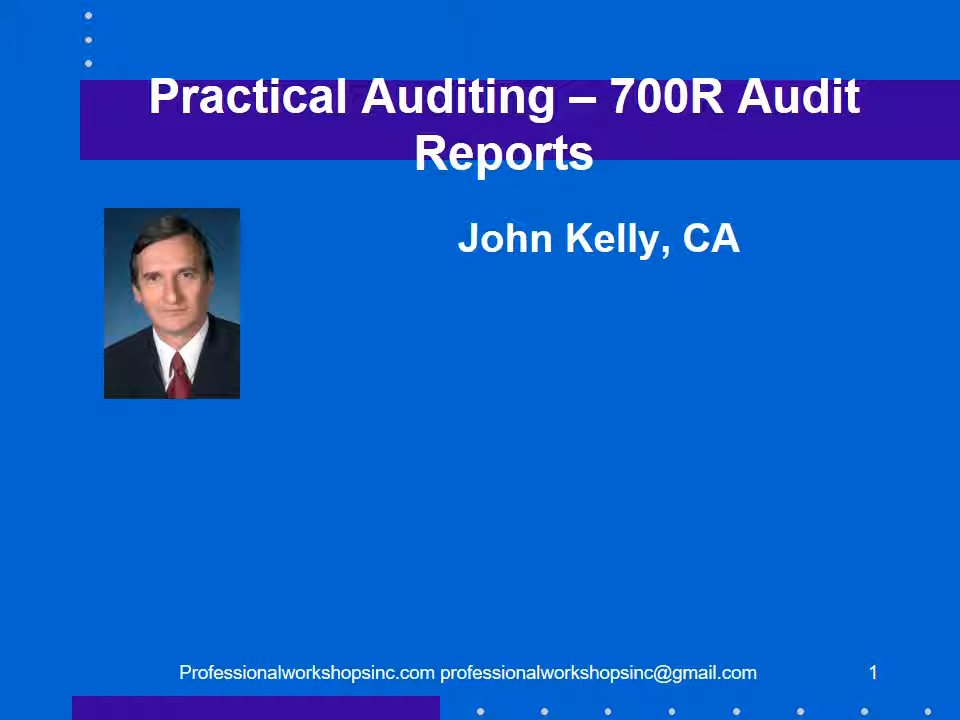 Practical Auditing – 700R Audit
Reports
John Kelly, CA
Professionalworkshopsinc.com professionalworkshopsinc@gmail.com 1